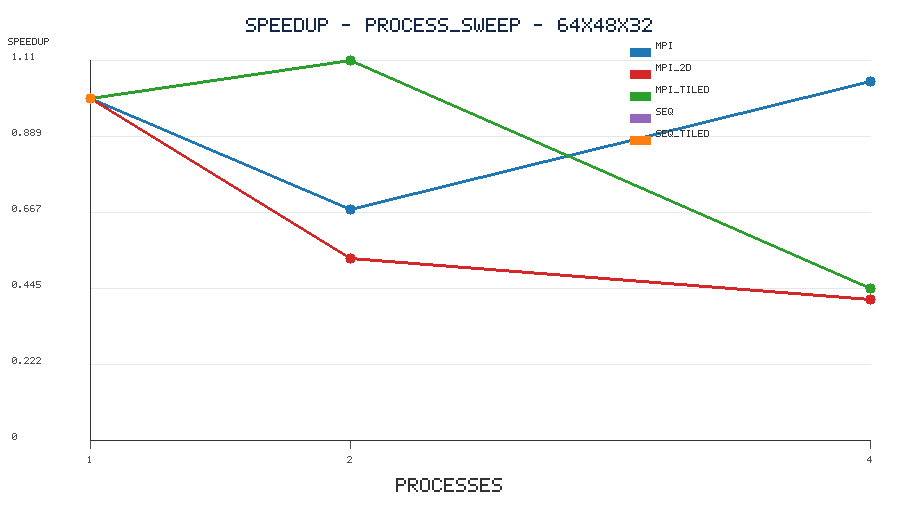 SPEEDUP - PROCESS_SWEEP - 64X48X32
SPEEDUP
MPI
MPI_2D
MPI_TILED
SEQ
SEQ_TILED
1.11
0.889
0.667
0.445
0.222
0
1 2 4
PROCESSES